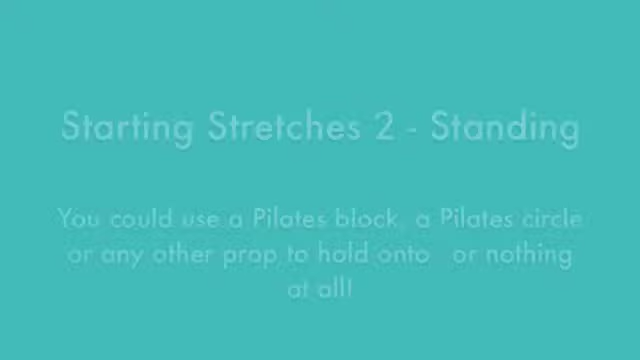 Starting Stretches 2 - Standing
You could use a Pilates block, a Pilates circle
or any other prop to hold onto or nothing
at all!